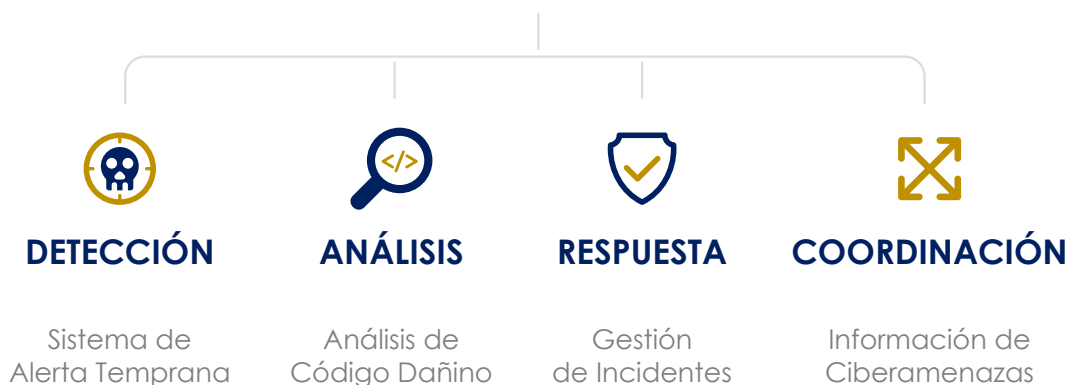 </>
DETECCIÓN
ANÁLISIS
RESPUESTA
COORDINACIÓN
Sistema de
Alerta Temprana
Análisis de
Código Dañino
Gestión
de Incidentes
Información de
Ciberamenazas